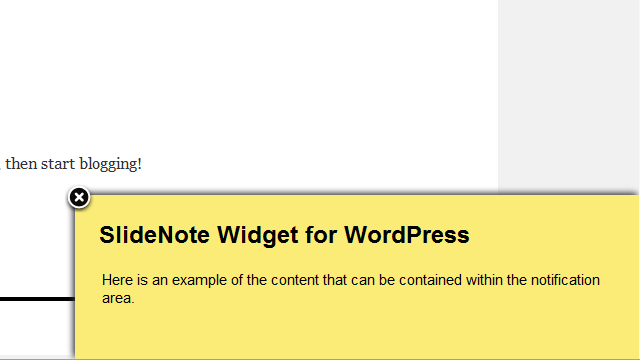 , then start blogging!
SlideNote Widget for WordPress
Here is an example of the content that can be contained within the notification
area.